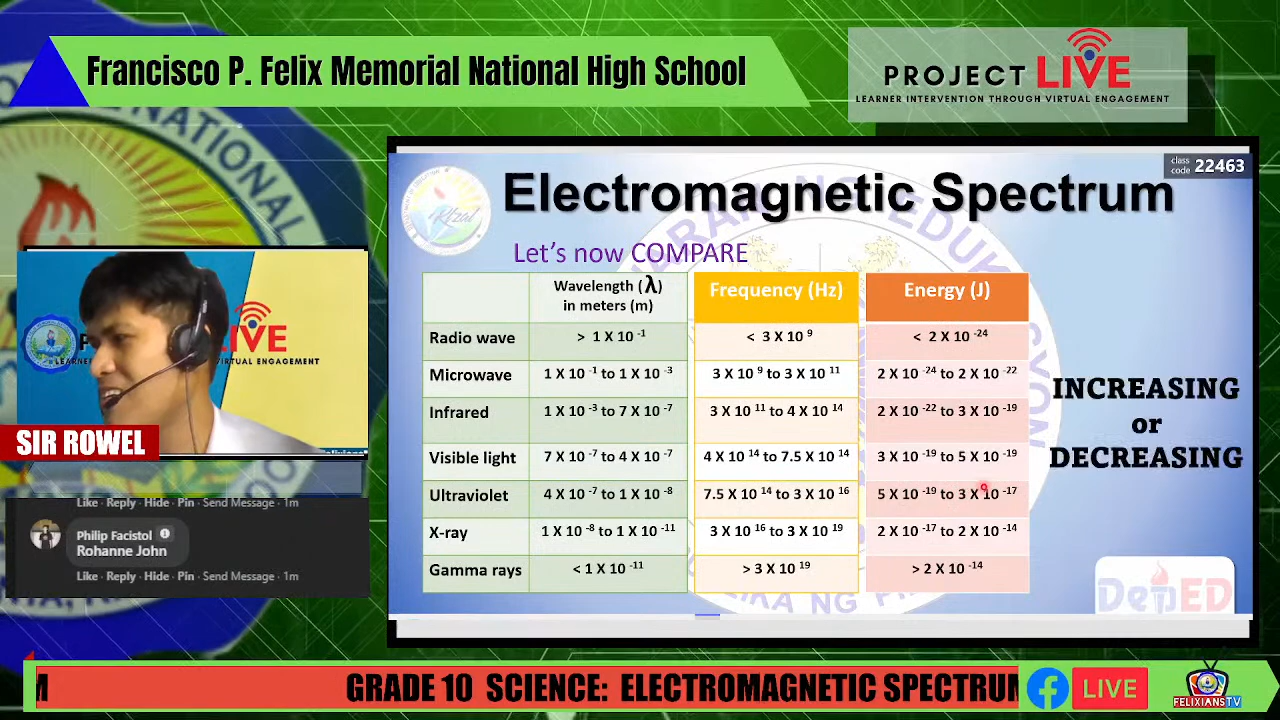 Francisco P. Felix Memorial National High School
PROJECT LIVE
LEARNER INTERVENTION THROUGH VIRTUAL ENGAGEMENT
class code 22463
Electromagnetic Spectrum
Let's now COMPARE
Wavelength (λ) in meters (m) Frequency (Hz) Energy (J)
Radio wave > 1 X 10 ⁻¹ < 3 X 10 ⁹ < 2 X 10 ⁻²⁴
Microwave 1 X 10 ⁻¹ to 1 X 10 ⁻³ 3 X 10 ⁹ to 3 X 10 ¹¹ 2 X 10 ⁻²⁴ to 2 X 10 ⁻²²
Infrared 1 X 10 ⁻³ to 7 X 10 ⁻⁷ 3 X 10 ¹¹ to 4 X 10 ¹⁴ 2 X 10 ⁻²² to 3 X 10 ⁻¹⁹
Visible light 7 X 10 ⁻⁷ to 4 X 10 ⁻⁷ 4 X 10 ¹⁴ to 7.5 X 10 ¹⁴ 3 X 10 ⁻¹⁹ to 5 X 10 ⁻¹⁹
Ultraviolet 4 X 10 ⁻⁷ to 1 X 10 ⁻⁸ 7.5 X 10 ¹⁴ to 3 X 10 ¹⁶ 5 X 10 ⁻¹⁹ to 3 X 10 ⁻¹⁷
X-ray 1 X 10 ⁻⁸ to 1 X 10 ⁻¹¹ 3 X 10 ¹⁶ to 3 X 10 ¹⁹ 2 X 10 ⁻¹⁷ to 2 X 10 ⁻¹⁴
Gamma rays < 1 X 10 ⁻¹¹ > 3 X 10 ¹⁹ > 2 X 10 ⁻¹⁴
INCREASING
or
DECREASING
DepED
LIVE
VIRTUAL ENGAGEMENT
SIR ROWEL
Like · Reply · Hide · Pin · Send Message · 1m
Philip Facistol
Rohanne John
Like · Reply · Hide · Pin · Send Message · 1m
GRADE 10 SCIENCE: ELECTROMAGNETIC SPECTRUM
LIVE
FELIXIANS TV